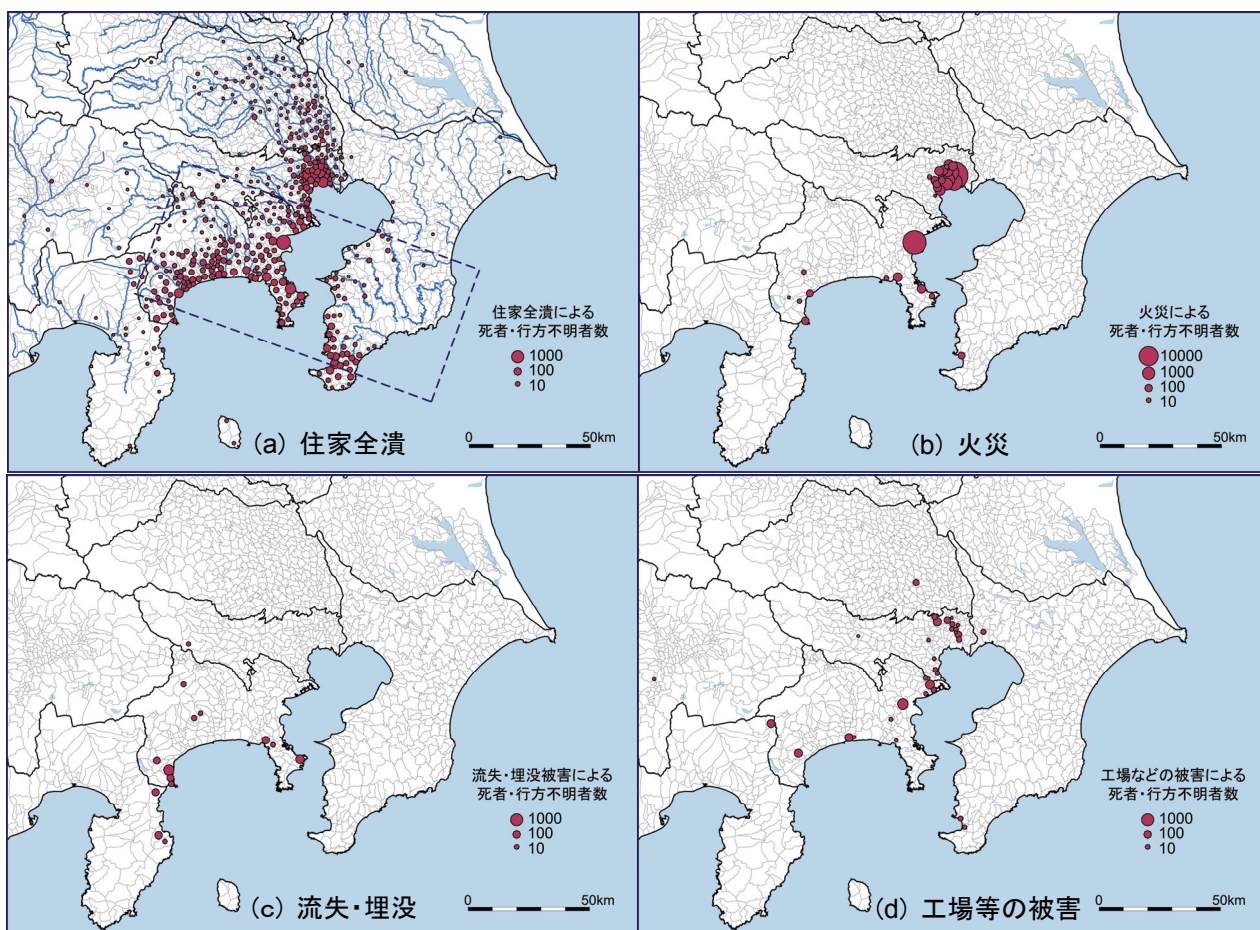 住家全潰による
死者・行方不明者数
1000
100
10
(a) 住家全潰
0 50km
火災による
死者・行方不明者数
10000
1000
100
10
(b) 火災
0 50km
流失・埋没被害による
死者・行方不明者数
1000
100
10
(c) 流失・埋没
0 50km
工場などの被害による
死者・行方不明者数
1000
100
10
(d) 工場等の被害
0 50km